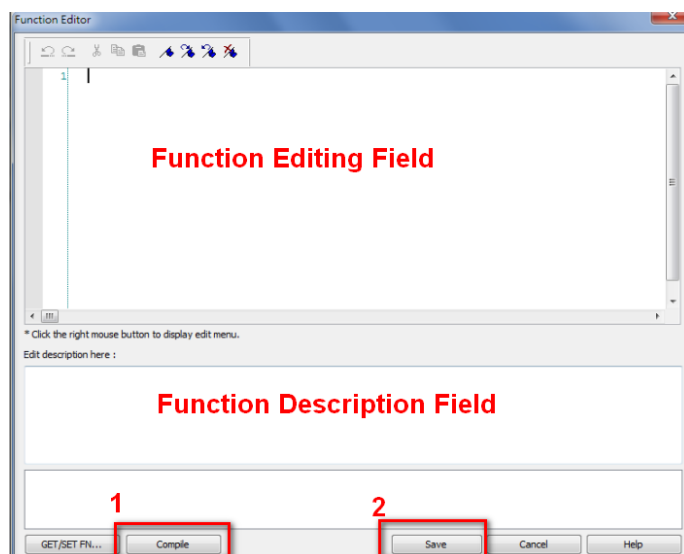 Function Editor
1
Function Editing Field
* Click the right mouse button to display edit menu.
Edit description here :
Function Description Field
1
2
GET/SET FN... Compile Save Cancel Help